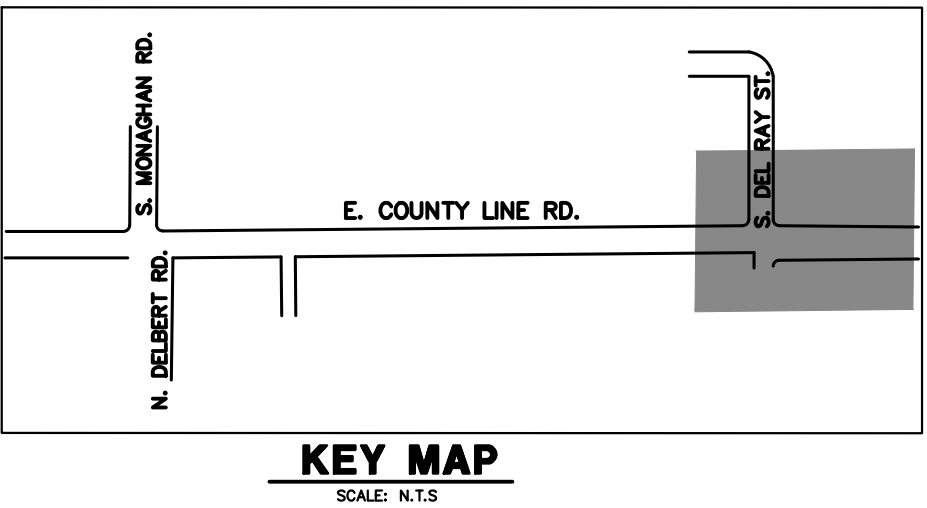 S. MONAGHAN RD.
S. DEL RAY ST.
E. COUNTY LINE RD.
N. DELBERT RD.
KEY MAP
SCALE: N.T.S